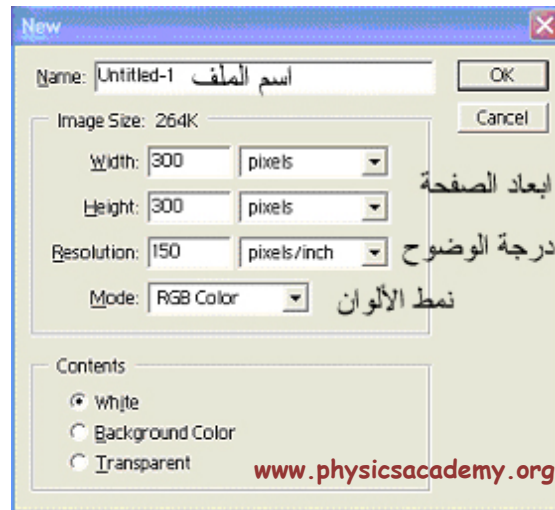 New
Name: Untitled-1 اسم الملف
OK
Image Size: 264K
Cancel
Width: 300 pixels
ابعاد الصفحة
Height: 300 pixels
Resolution: 150 pixels/inch درجة الوضوح
Mode: RGB Color نمط الألوان
Contents
White
Background Color
Transparent
www.physicsacademy.org